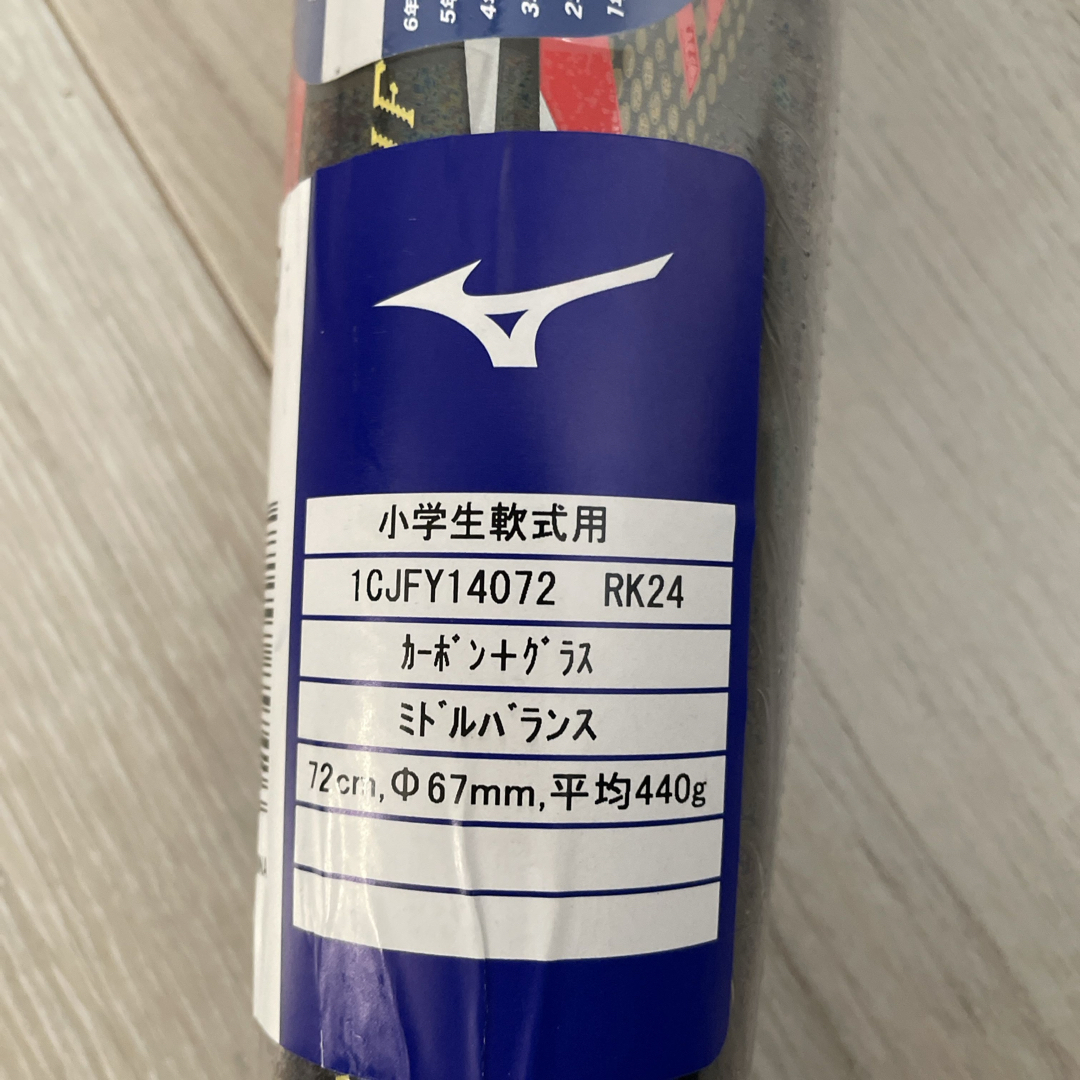 小学生軟式用
1CJFY14072 RK24
ｶｰﾎﾞﾝ＋ｸﾞﾗｽ
ﾐﾄﾞﾙﾊﾞﾗﾝｽ
72cm,Φ67mm,平均440g